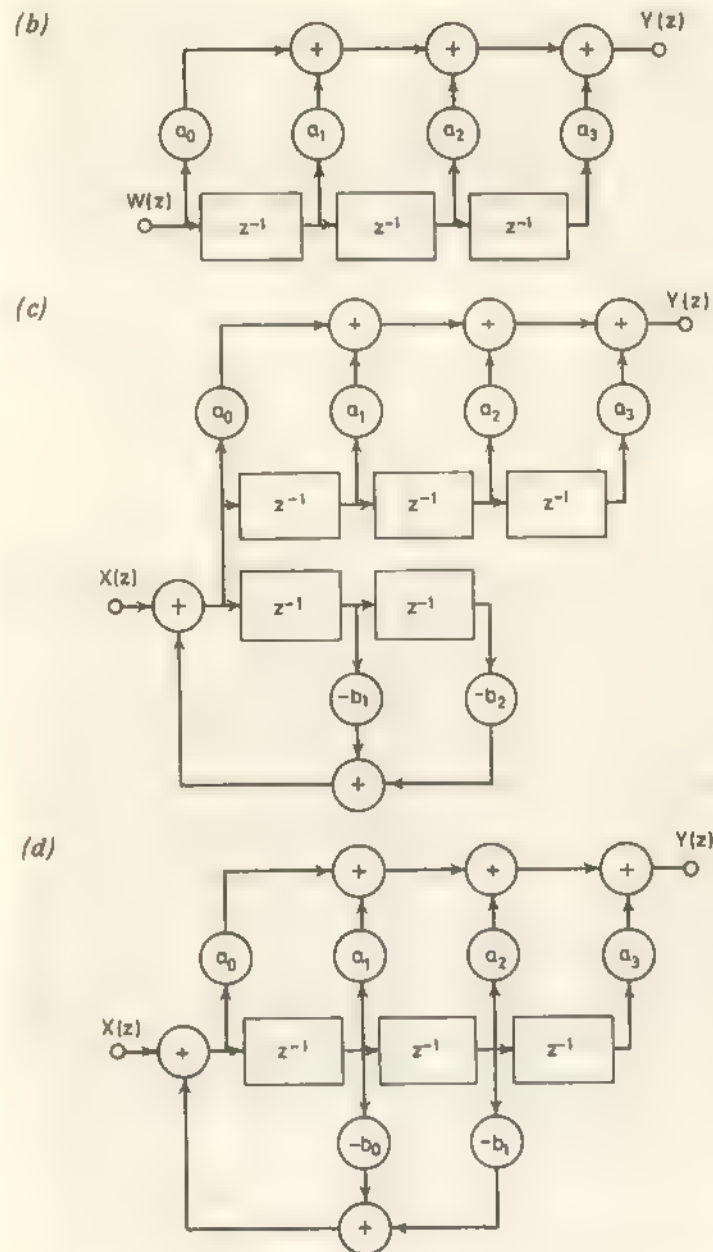 (b)
Y(z)
+ + +
a₀ a₁ a₂ a₃
W(z)
z⁻¹ z⁻¹ z⁻¹
(c)
Y(z)
+ + +
a₀ a₁ a₂ a₃
z⁻¹ z⁻¹ z⁻¹
X(z)
+ z⁻¹ z⁻¹
-b₁ -b₂
+
(d)
Y(z)
+ + +
a₀ a₁ a₂ a₃
X(z)
+ z⁻¹ z⁻¹ z⁻¹
-b₀ -b₁
+